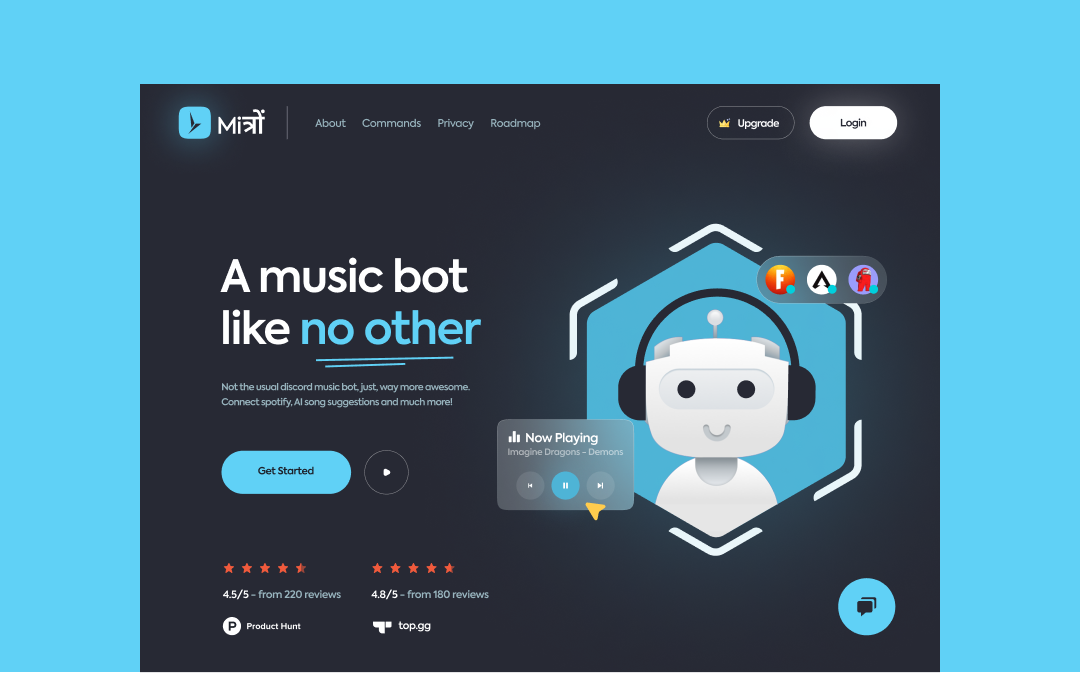 Miत्रों
About
Commands
Privacy
Roadmap
Upgrade
Login
A music bot
like no other
Not the usual discord music bot, just, way more awesome.
Connect spotify, AI song suggestions and much more!
Get Started
Now Playing
Imagine Dragons - Demons
4.5/5 - from 220 reviews
4.8/5 - from 180 reviews
P Product Hunt
top.gg